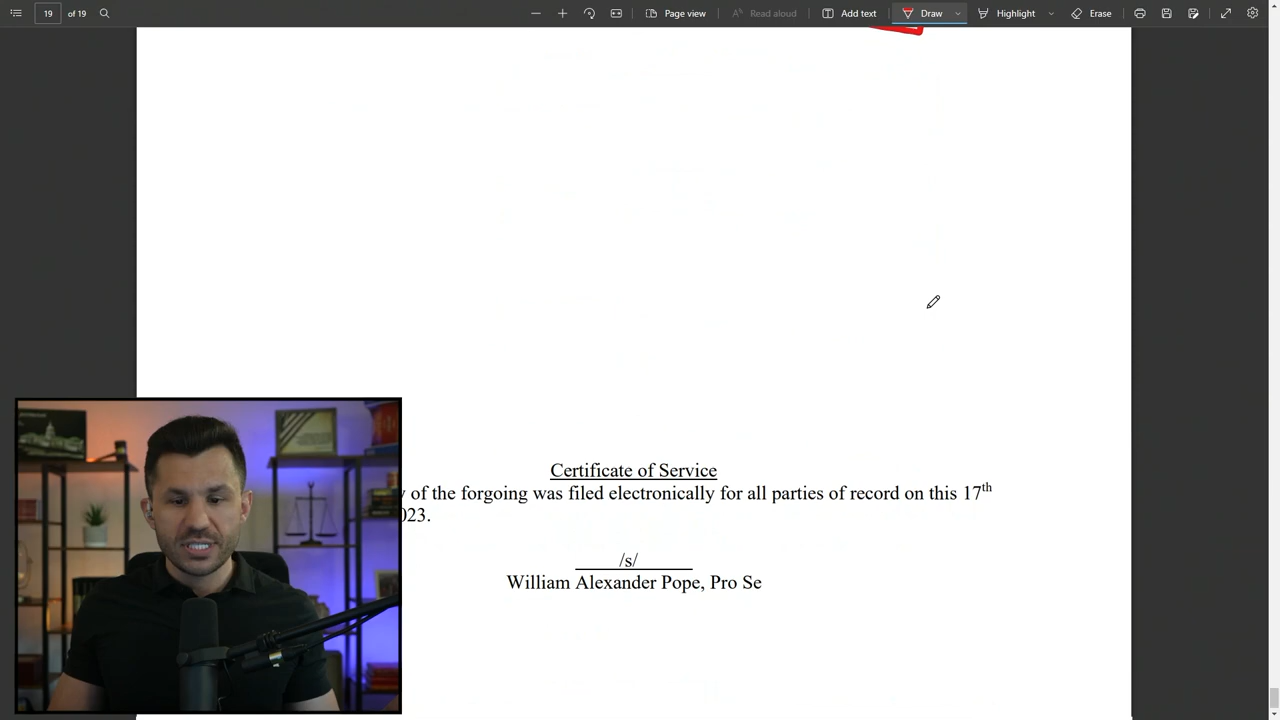 19 of 19 Page view Read aloud Add text Draw Highlight Erase
Certificate of Service
of the forgoing was filed electronically for all parties of record on this 17th
023.
/s/
William Alexander Pope, Pro Se